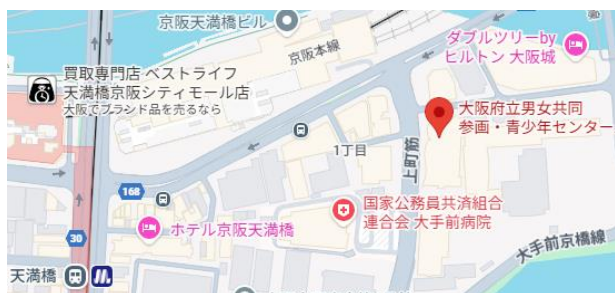 京阪天満橋ビル
京阪本線
ダブルツリーby
ヒルトン 大阪城
買取専門店 ベストライフ
天満橋京阪シティモール店
大阪でブランド品を売るなら
大阪府立男女共同
参画・青少年センター
1丁目
上町筋
168
国家公務員共済組合
連合会 大手前病院
ホテル京阪天満橋
30
大手前京橋線
天満橋